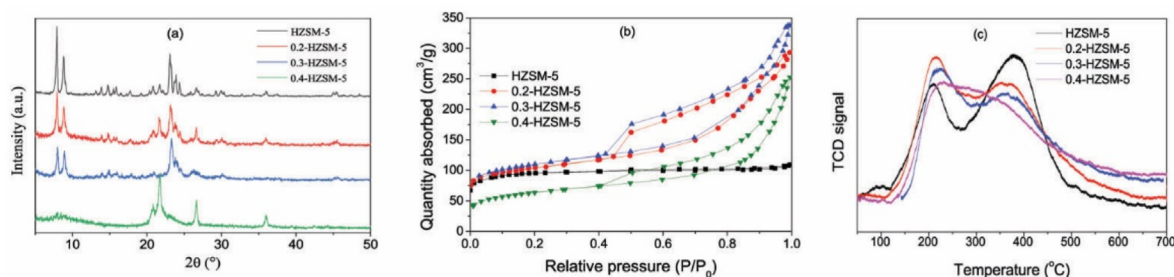 (a)
HZSM-5
0.2-HZSM-5
0.3-HZSM-5
0.4-HZSM-5
Intensity (a.u.)
10 20 30 40 50
2θ (°)
(b)
350
300
250
200
150
100
50
0
HZSM-5
0.2-HZSM-5
0.3-HZSM-5
0.4-HZSM-5
Quantity absorbed (cm³/g)
0.0 0.2 0.4 0.6 0.8 1.0
Relative pressure (P/P₀)
(c)
HZSM-5
0.2-HZSM-5
0.3-HZSM-5
0.4-HZSM-5
TCD signal
100 200 300 400 500 600 700
Temperature (°C)